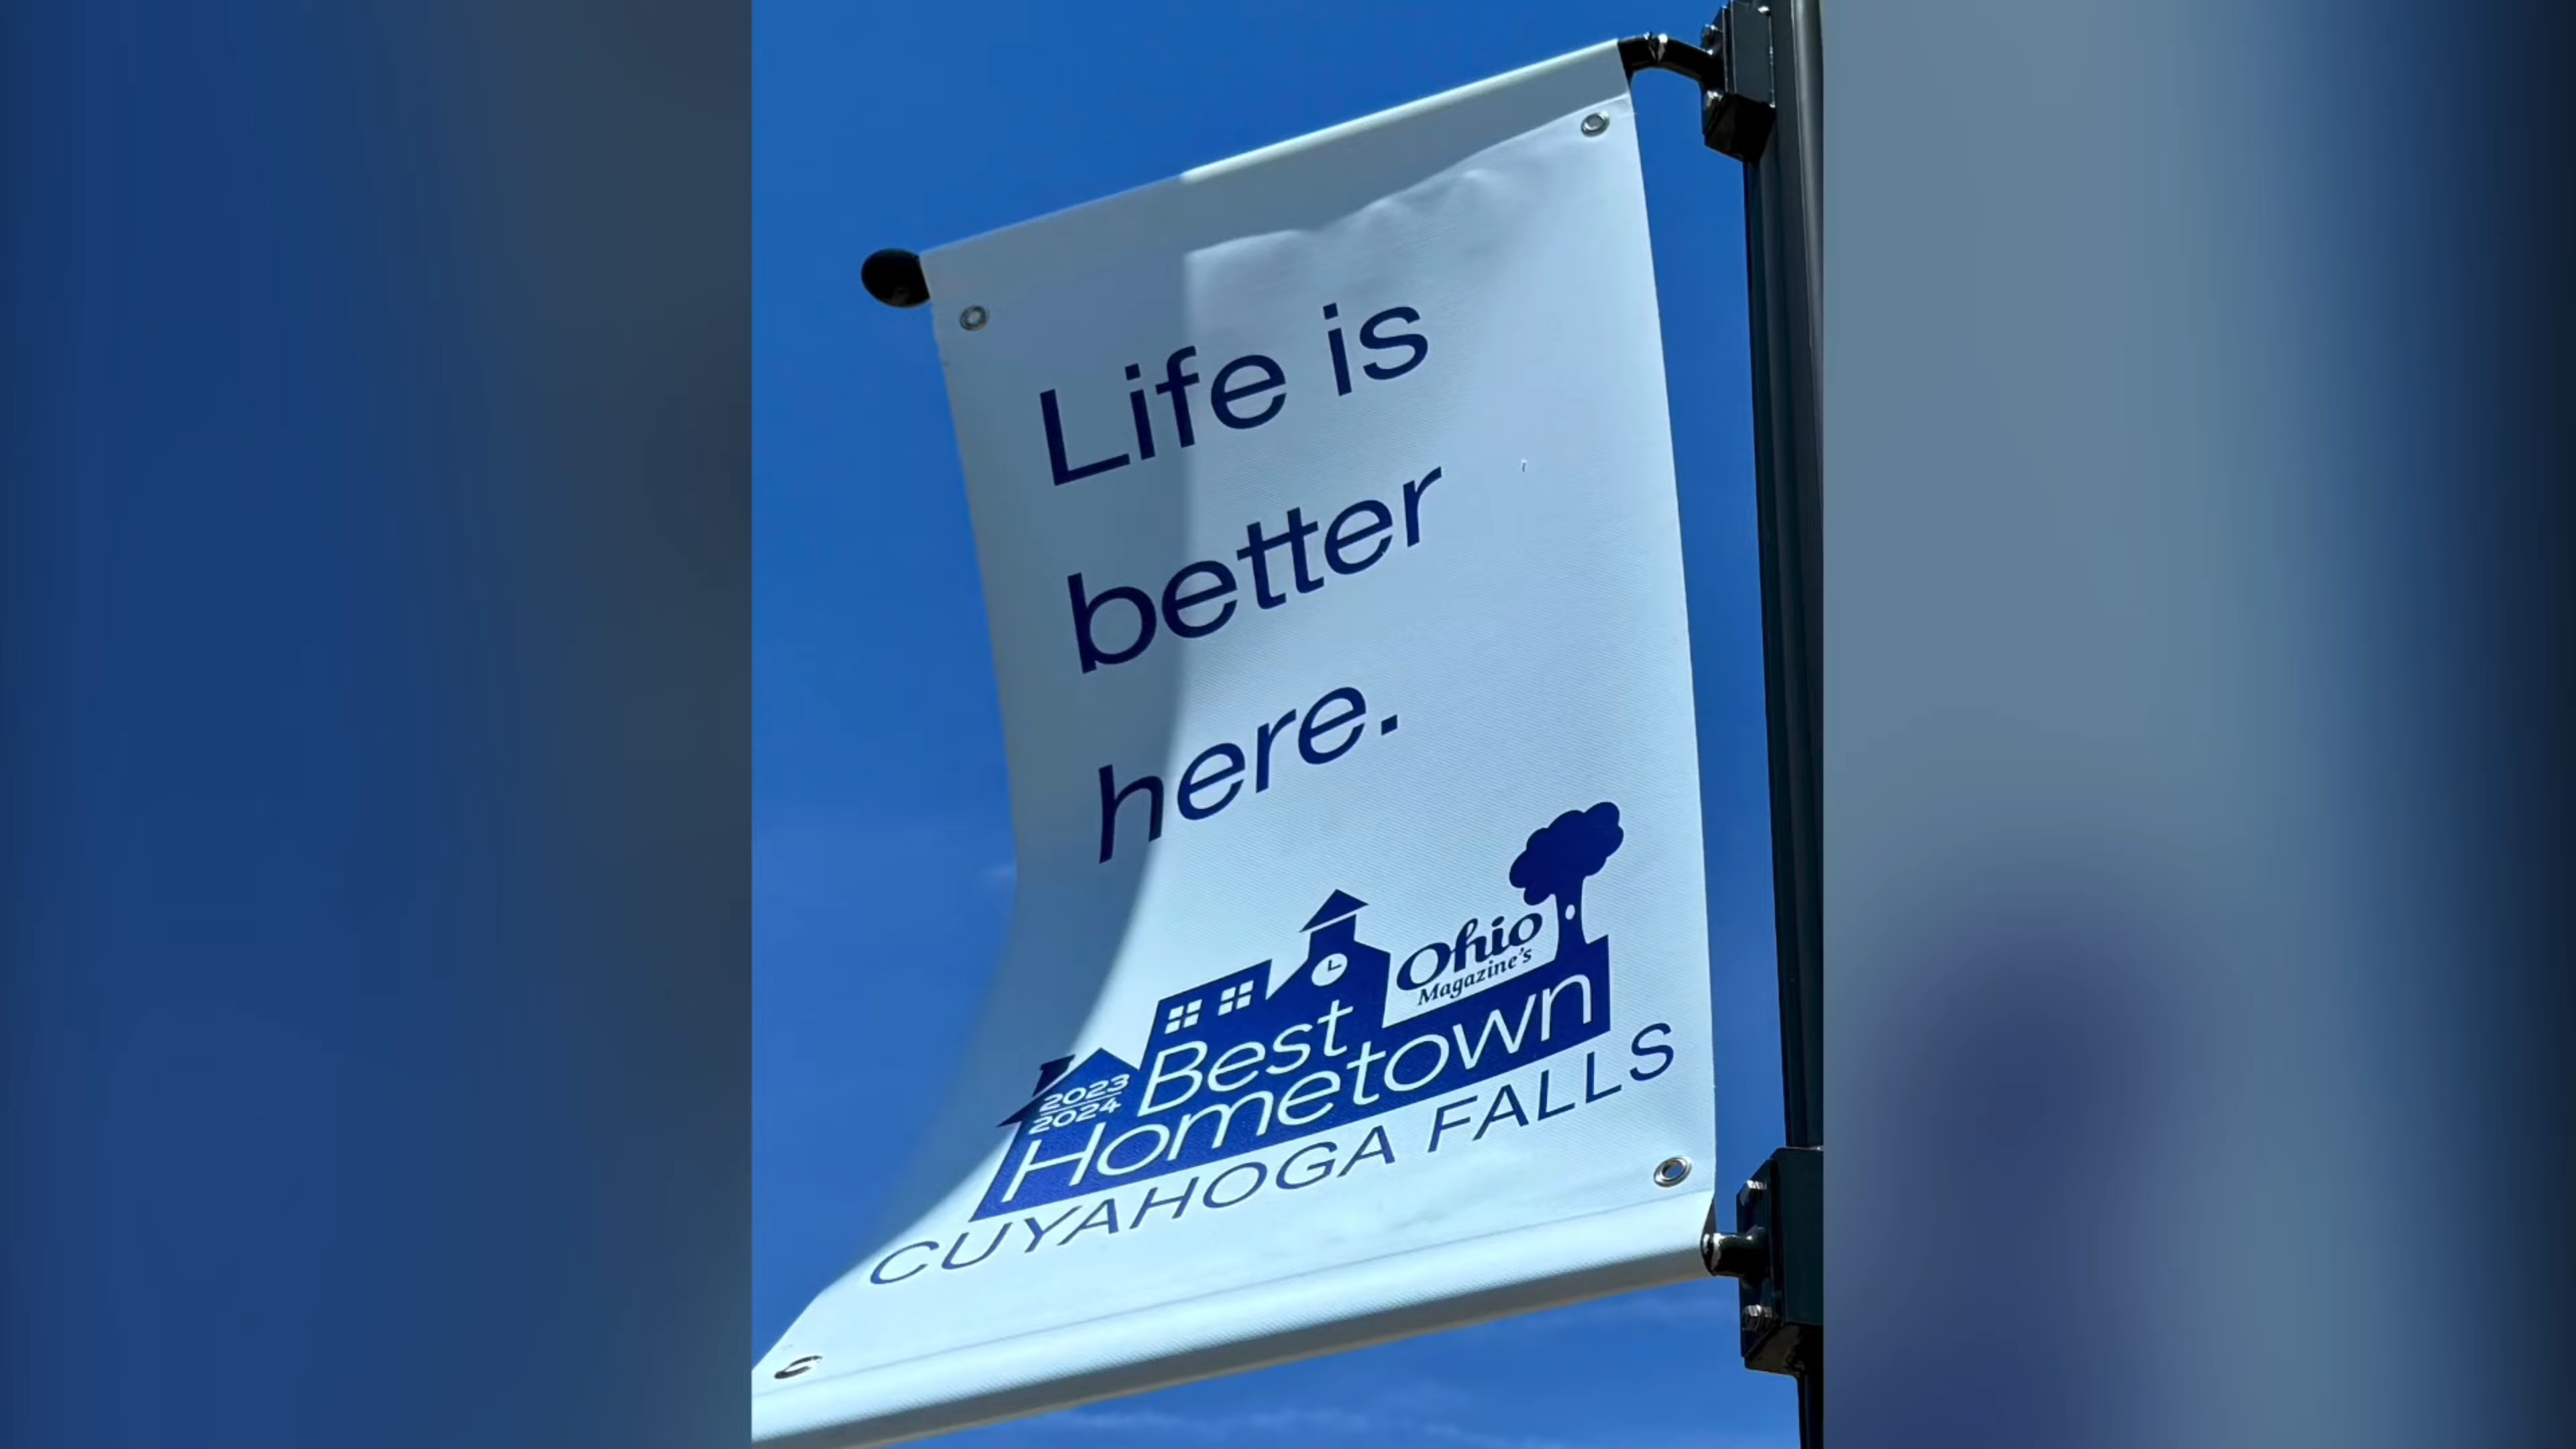 Life is
better
here.
Ohio
Magazine's
2023
2024
Best
Hometown
CUYAHOGA FALLS